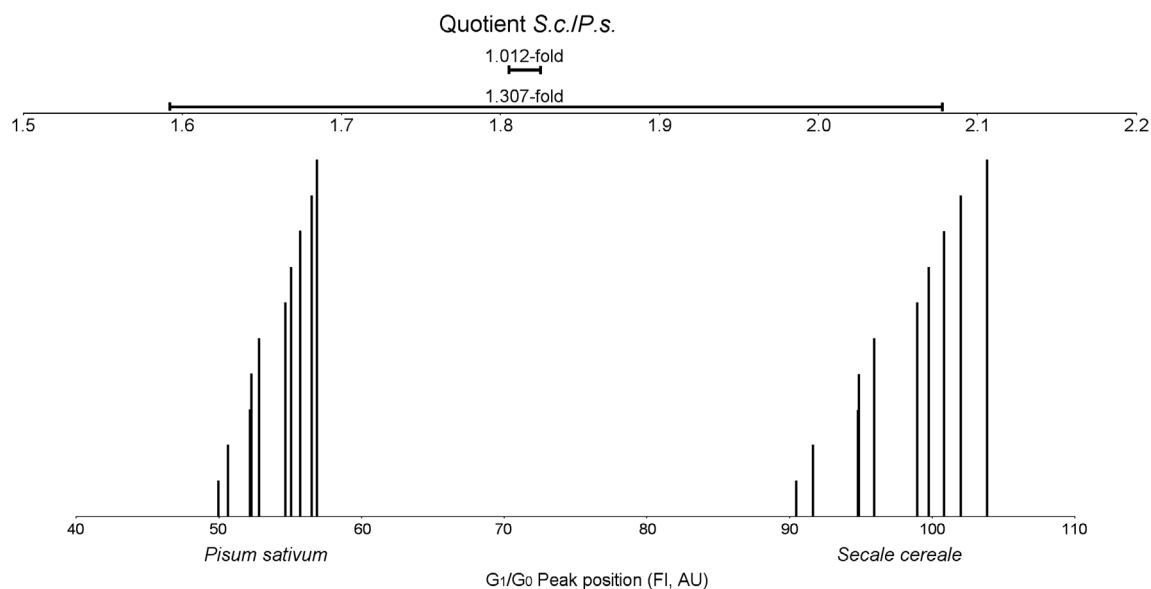 Quotient S.c./P.s.
1.012-fold
1.307-fold
1.5 1.6 1.7 1.8 1.9 2.0 2.1 2.2
40 50 60 70 80 90 100 110
Pisum sativum Secale cereale
G1/G0 Peak position (FI, AU)